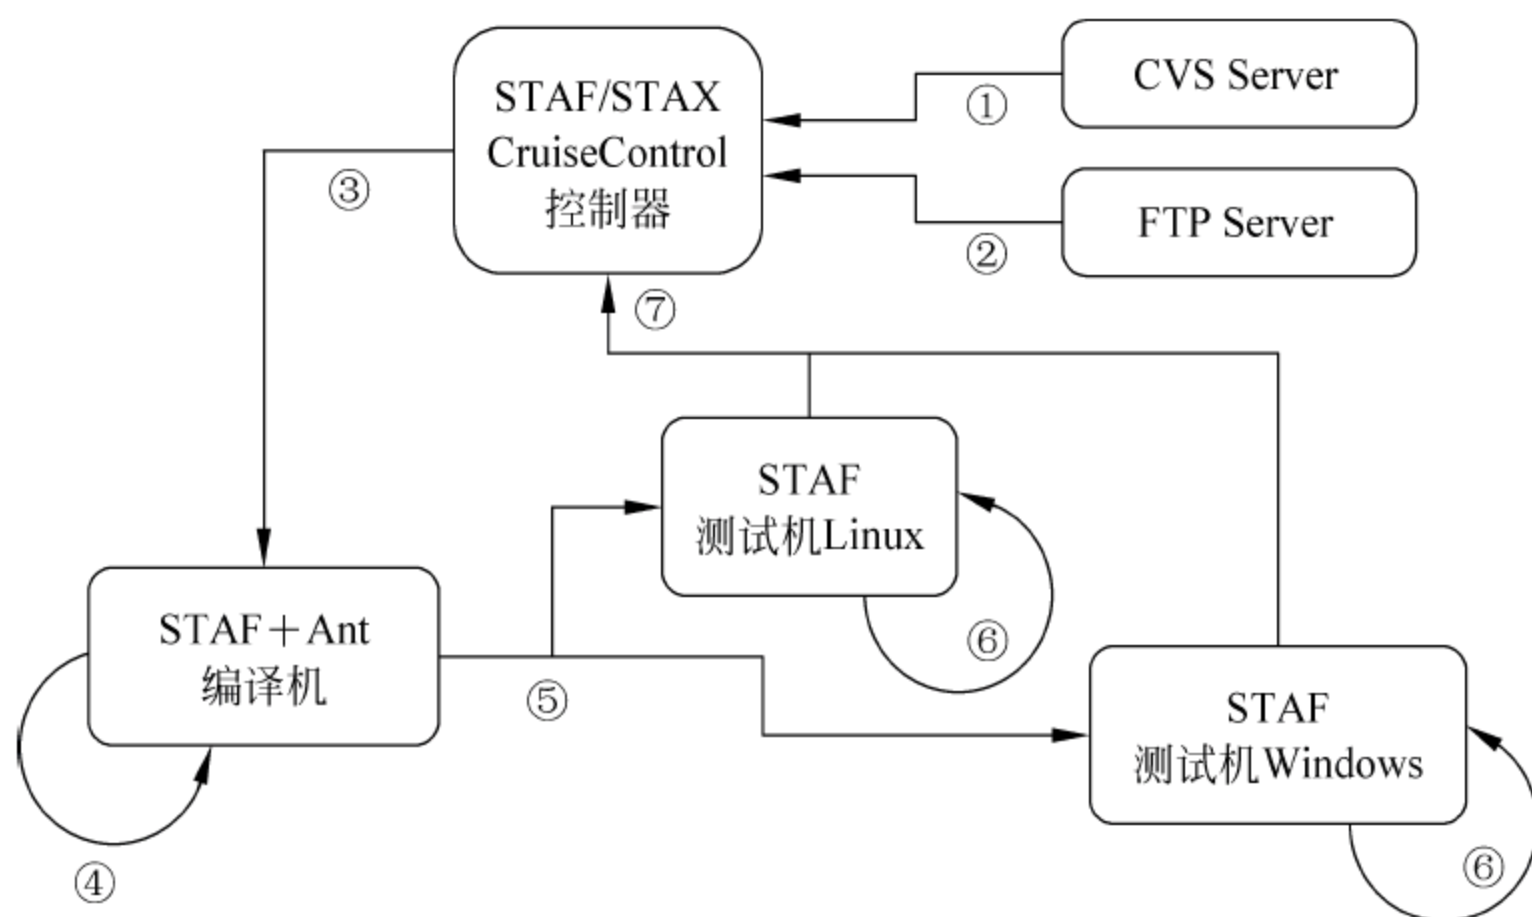 STAF/STAX
CruiseControl
控制器
CVS Server
①
FTP Server
②
③
⑦
STAF
测试机Linux
⑥
STAF+Ant
编译机
④
⑤
STAF
测试机Windows
⑥